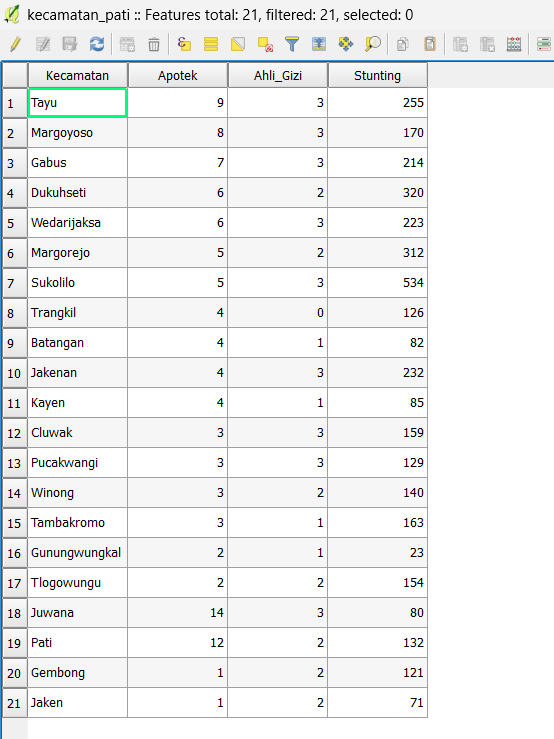 kecamatan_pati :: Features total: 21, filtered: 21, selected: 0
Kecamatan Apotek Ahli_Gizi Stunting
1 Tayu 9 3 255
2 Margoyoso 8 3 170
3 Gabus 7 3 214
4 Dukuhseti 6 2 320
5 Wedarijaksa 6 3 223
6 Margorejo 5 2 312
7 Sukolilo 5 3 534
8 Trangkil 4 0 126
9 Batangan 4 1 82
10 Jakenan 4 3 232
11 Kayen 4 1 85
12 Cluwak 3 3 159
13 Pucakwangi 3 3 129
14 Winong 3 2 140
15 Tambakromo 3 1 163
16 Gunungwungkal 2 1 23
17 Tlogowungu 2 2 154
18 Juwana 14 3 80
19 Pati 12 2 132
20 Gembong 1 2 121
21 Jaken 1 2 71